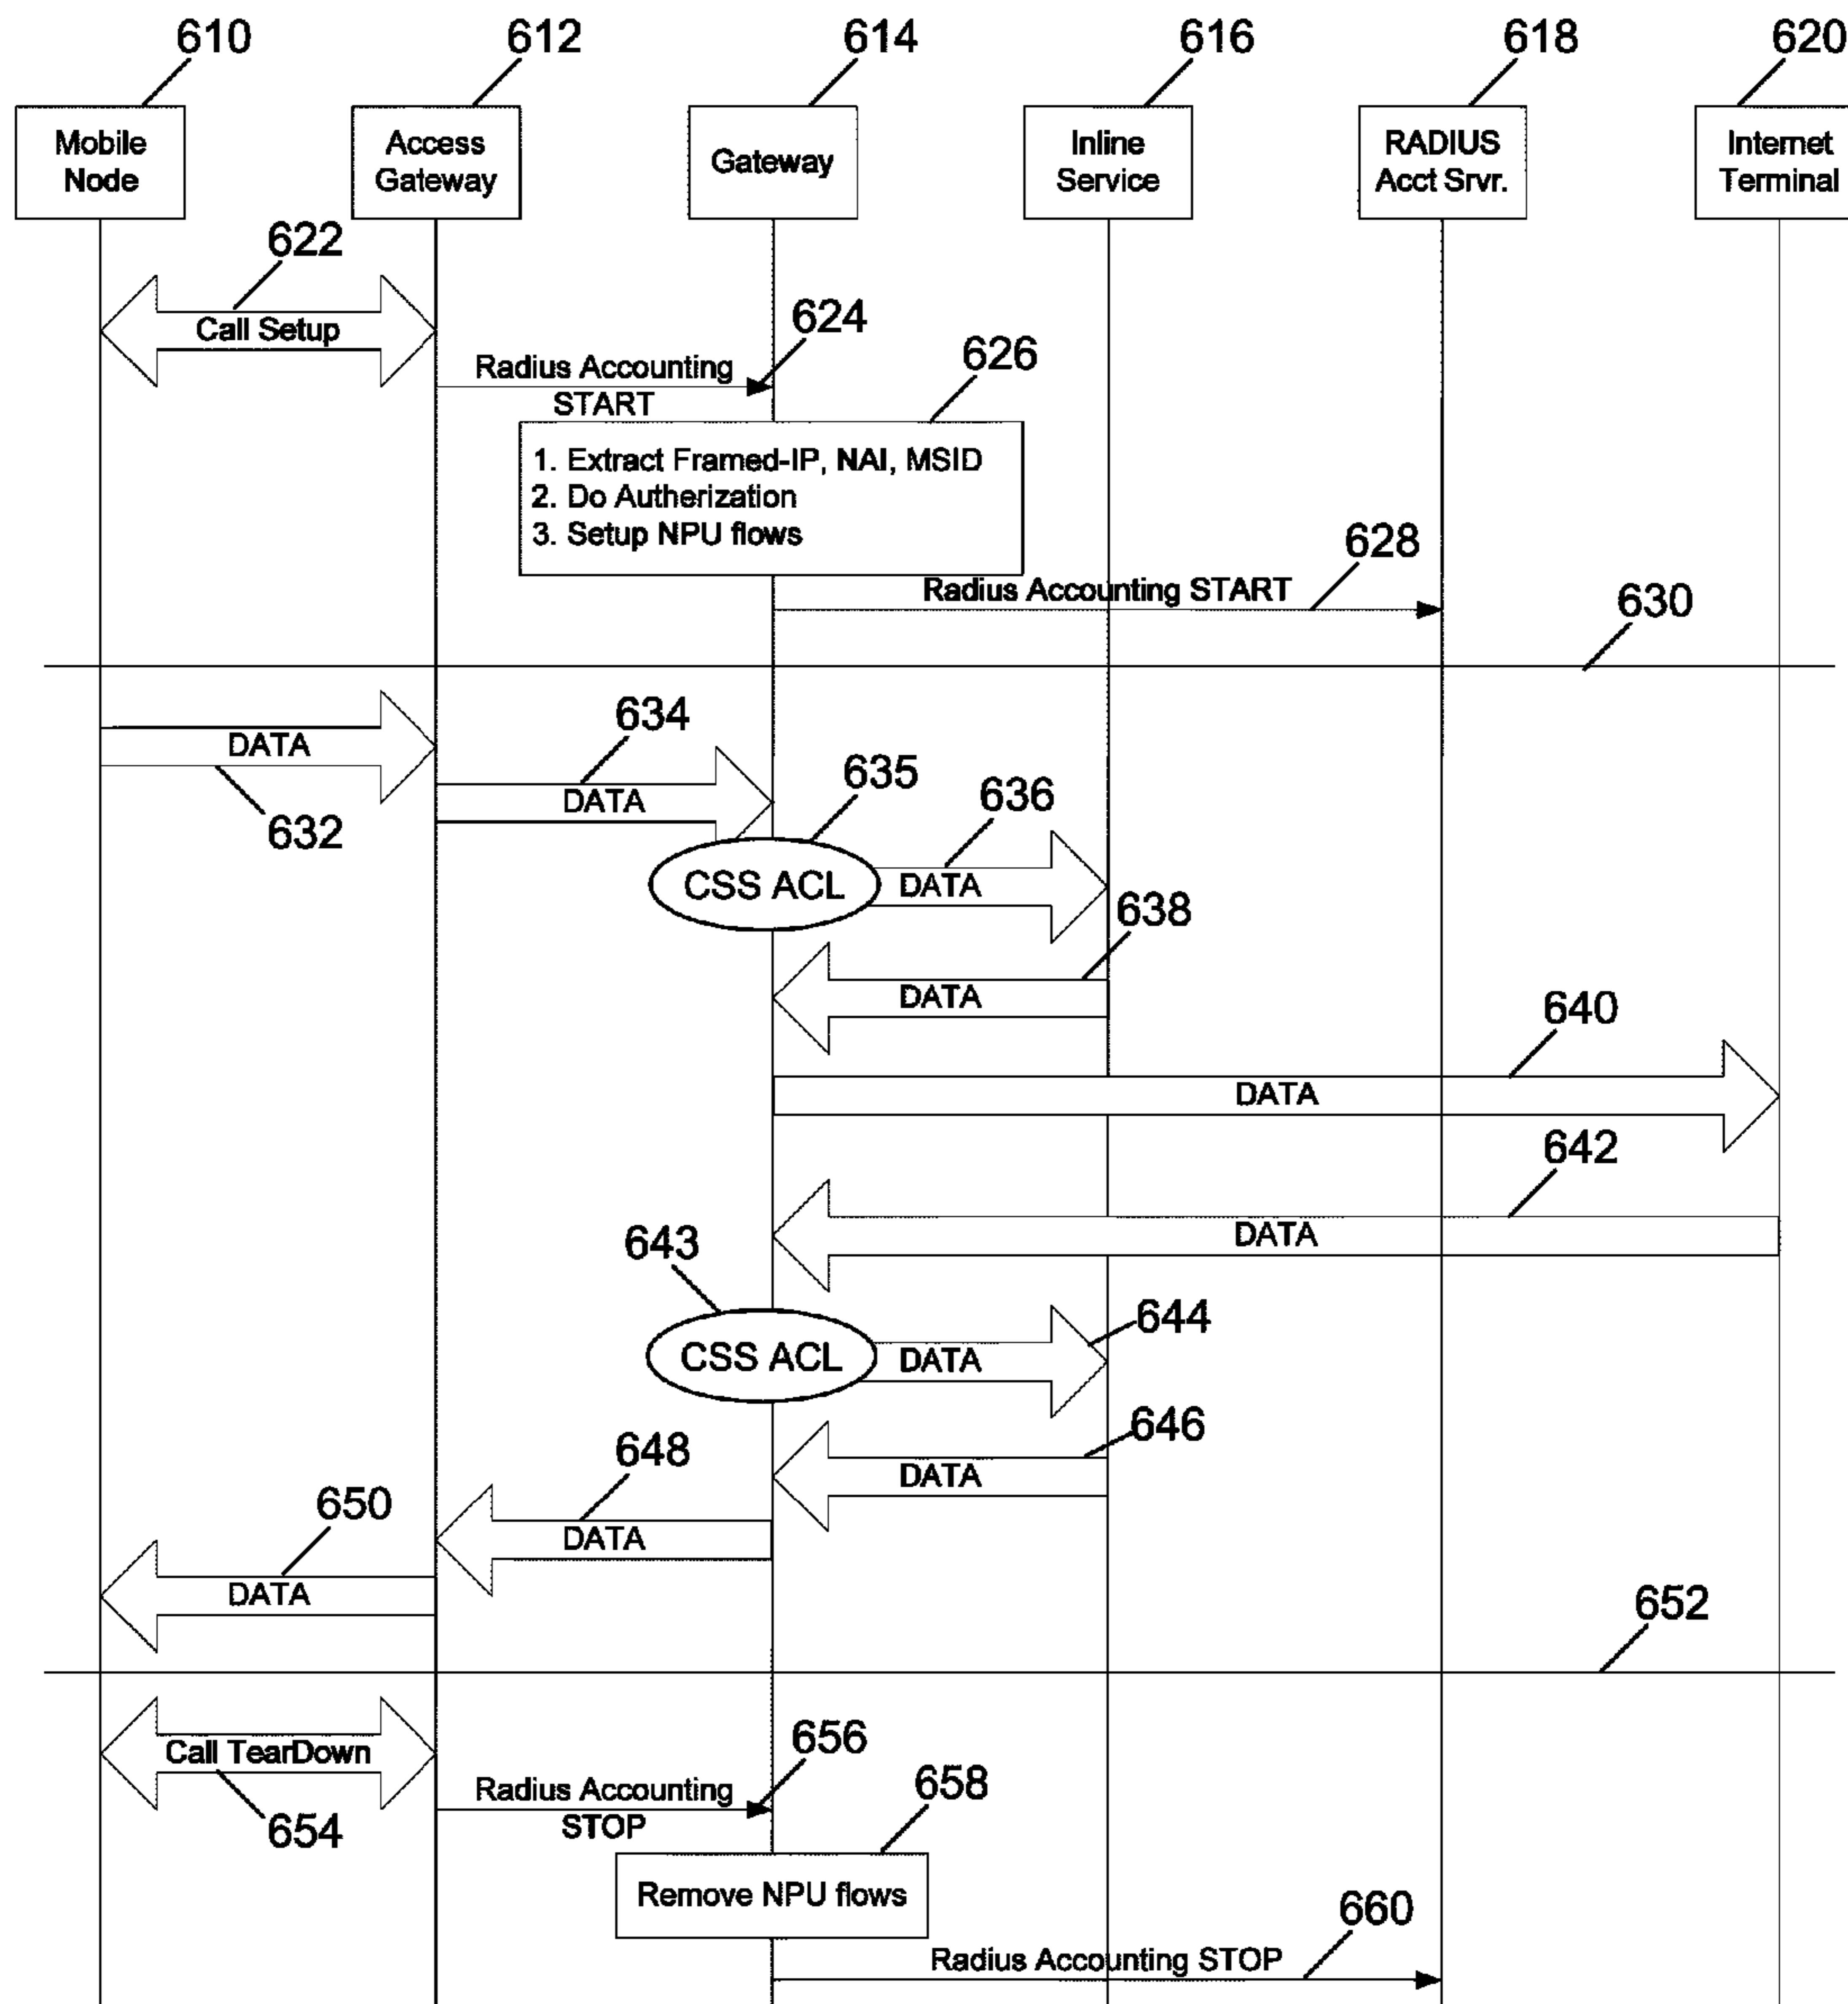 610
612
614
616
618
620
Mobile
Node
Access
Gateway
Gateway
Inline
Service
RADIUS
Acct Srvr.
Internet
Terminal
622
Call Setup
624
Radius Accounting
START
626
1. Extract Framed-IP, NAI, MSID
2. Do Autherization
3. Setup NPU flows
628
Radius Accounting START
630
DATA
632
634
DATA
635
CSS ACL
636
DATA
638
DATA
640
DATA
642
DATA
643
CSS ACL
644
DATA
646
DATA
648
DATA
650
DATA
652
Call TearDown
654
656
Radius Accounting
STOP
658
Remove NPU flows
660
Radius Accounting STOP